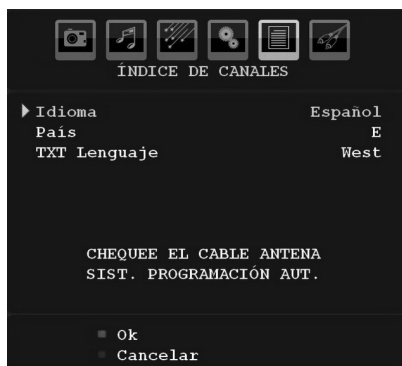 ÍNDICE DE CANALES
Idioma Español
País E
TXT Lenguaje West
CHEQUEE EL CABLE ANTENA
SIST. PROGRAMACIÓN AUT.
Ok
Cancelar